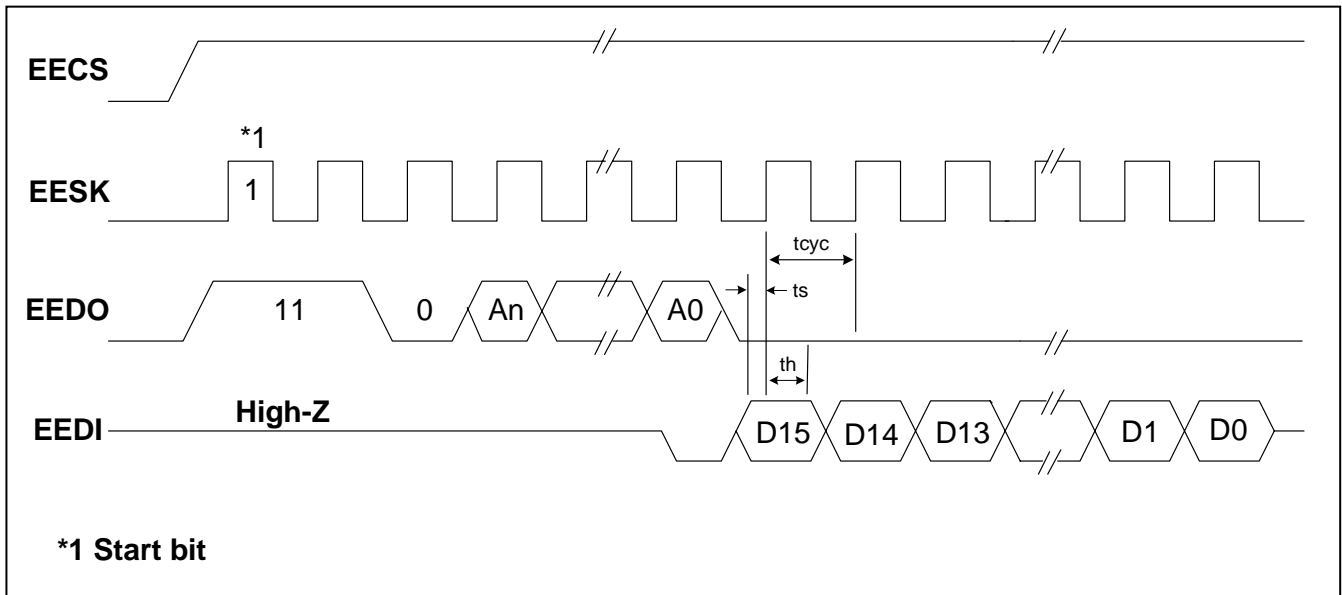 EECS
*1
EESK
1
tcyc
ts
EEDO
11
0
An
A0
th
High-Z
EEDI
D15
D14
D13
D1
D0
*1 Start bit